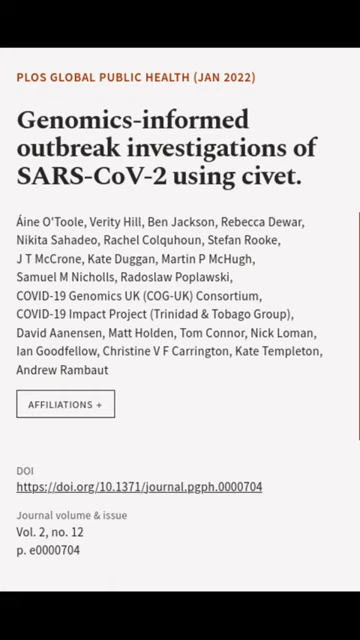 PLOS GLOBAL PUBLIC HEALTH (JAN 2022)
Genomics-informed
outbreak investigations of
SARS-CoV-2 using civet.
Áine O'Toole, Verity Hill, Ben Jackson, Rebecca Dewar,
Nikita Sahadeo, Rachel Colquhoun, Stefan Rooke,
J T McCrone, Kate Duggan, Martin P McHugh,
Samuel M Nicholls, Radoslaw Poplawski,
COVID-19 Genomics UK (COG-UK) Consortium,
COVID-19 Impact Project (Trinidad & Tobago Group),
David Aanensen, Matt Holden, Tom Connor, Nick Loman,
Ian Goodfellow, Christine V F Carrington, Kate Templeton,
Andrew Rambaut
AFFILIATIONS +
DOI
https://doi.org/10.1371/journal.pgph.0000704
Journal volume & issue
Vol. 2, no. 12
p. e0000704